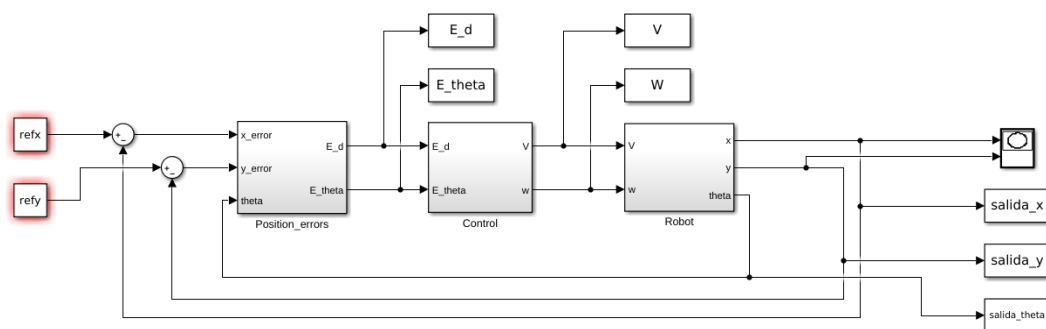 E_d
V
E_theta
W
refx
+
_
x_error
y_error
theta
E_d
E_theta
Position_errors
E_d
E_theta
V
w
Control
V
w
x
y
theta
Robot
refy
+
_
salida_x
salida_y
salida_theta